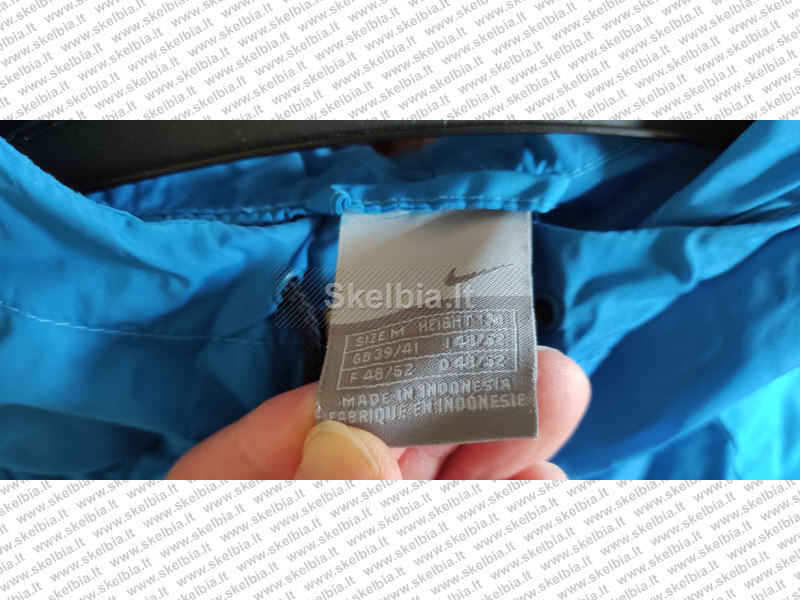 Skelbia.lt
SIZE M HEIGHT
GB 39/41 I 48/52
F 48/52 D 48/52
MADE IN INDONESIA
FABRIQUE EN INDONESIE
www.skelbia.lt